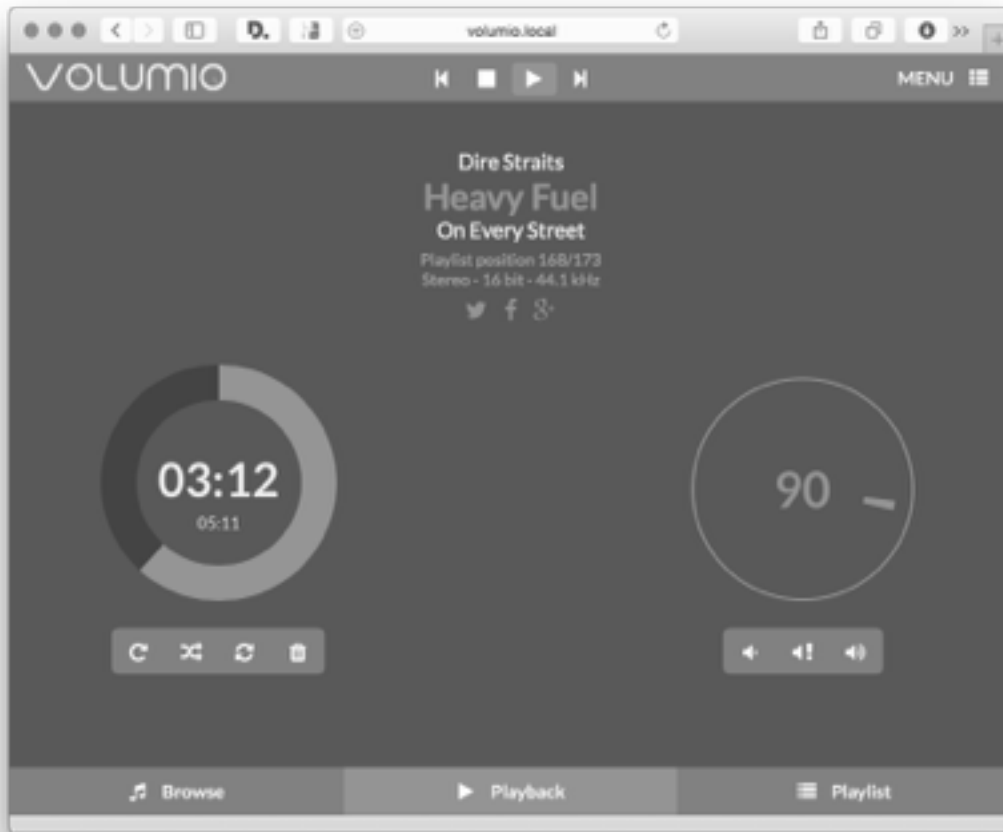 D.
volumio.local
VOLUMIO
MENU
Dire Straits
Heavy Fuel
On Every Street
Playlist position 168/173
Stereo - 16 bit - 44.1 kHz
03:12
05:11
90
Browse
Playback
Playlist